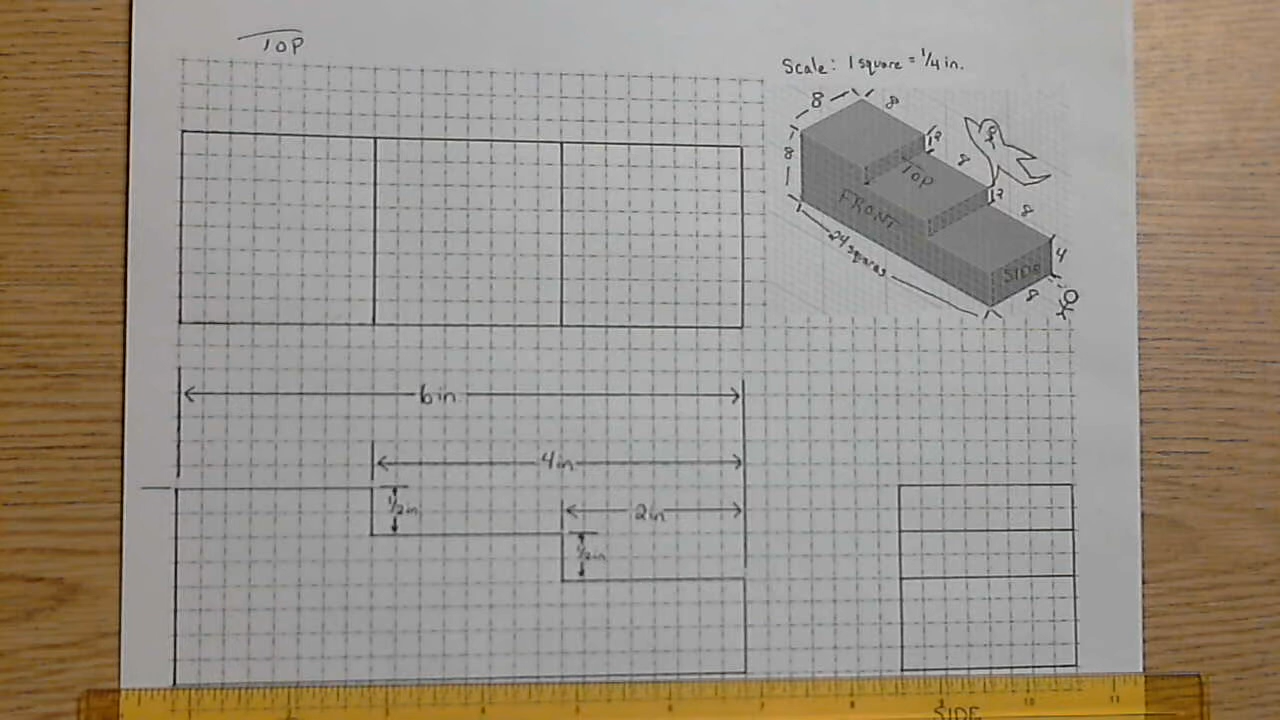 TOP
Scale: 1 square = 1/4 in.
8
8
8
2
8
TOP
2
8
FRONT
24 squares
4
SIDE
8
6in
4in
1/2in
2in
1/2in
SIDE